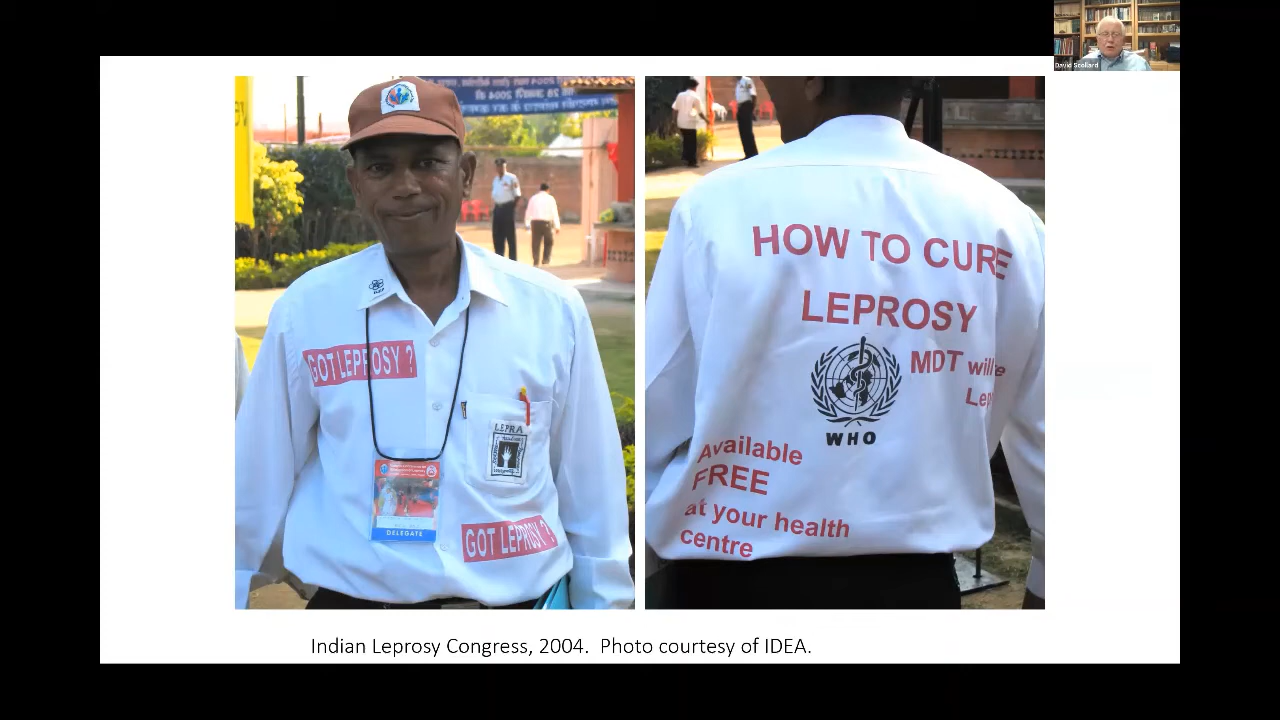 David Scollard
GOT LEPROSY ?
LEPRA
DELEGATE
GOT LEPROSY ?
HOW TO CURE
LEPROSY
MDT will
WHO
Available
FREE
at your health
centre
Indian Leprosy Congress, 2004. Photo courtesy of IDEA.